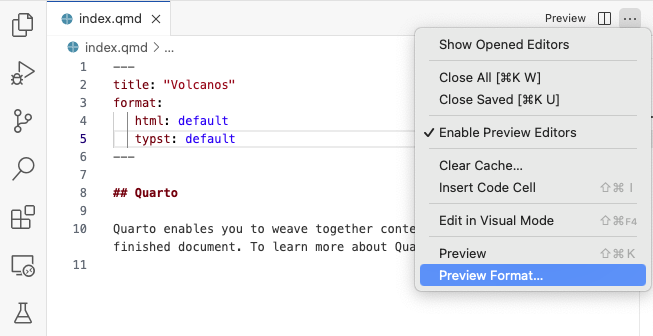 index.qmd
Preview
index.qmd > ...
1 ---
2 title: "Volcanos"
3 format:
4 html: default
5 typst: default
6 ---
7
8 ## Quarto
9
10 Quarto enables you to weave together conte
finished document. To learn more about Qua
11
Show Opened Editors
Close All [⌘K W]
Close Saved [⌘K U]
✓ Enable Preview Editors
Clear Cache...
Insert Code Cell ⇧⌘ I
Edit in Visual Mode ⇧⌘F4
Preview ⇧⌘ K
Preview Format...